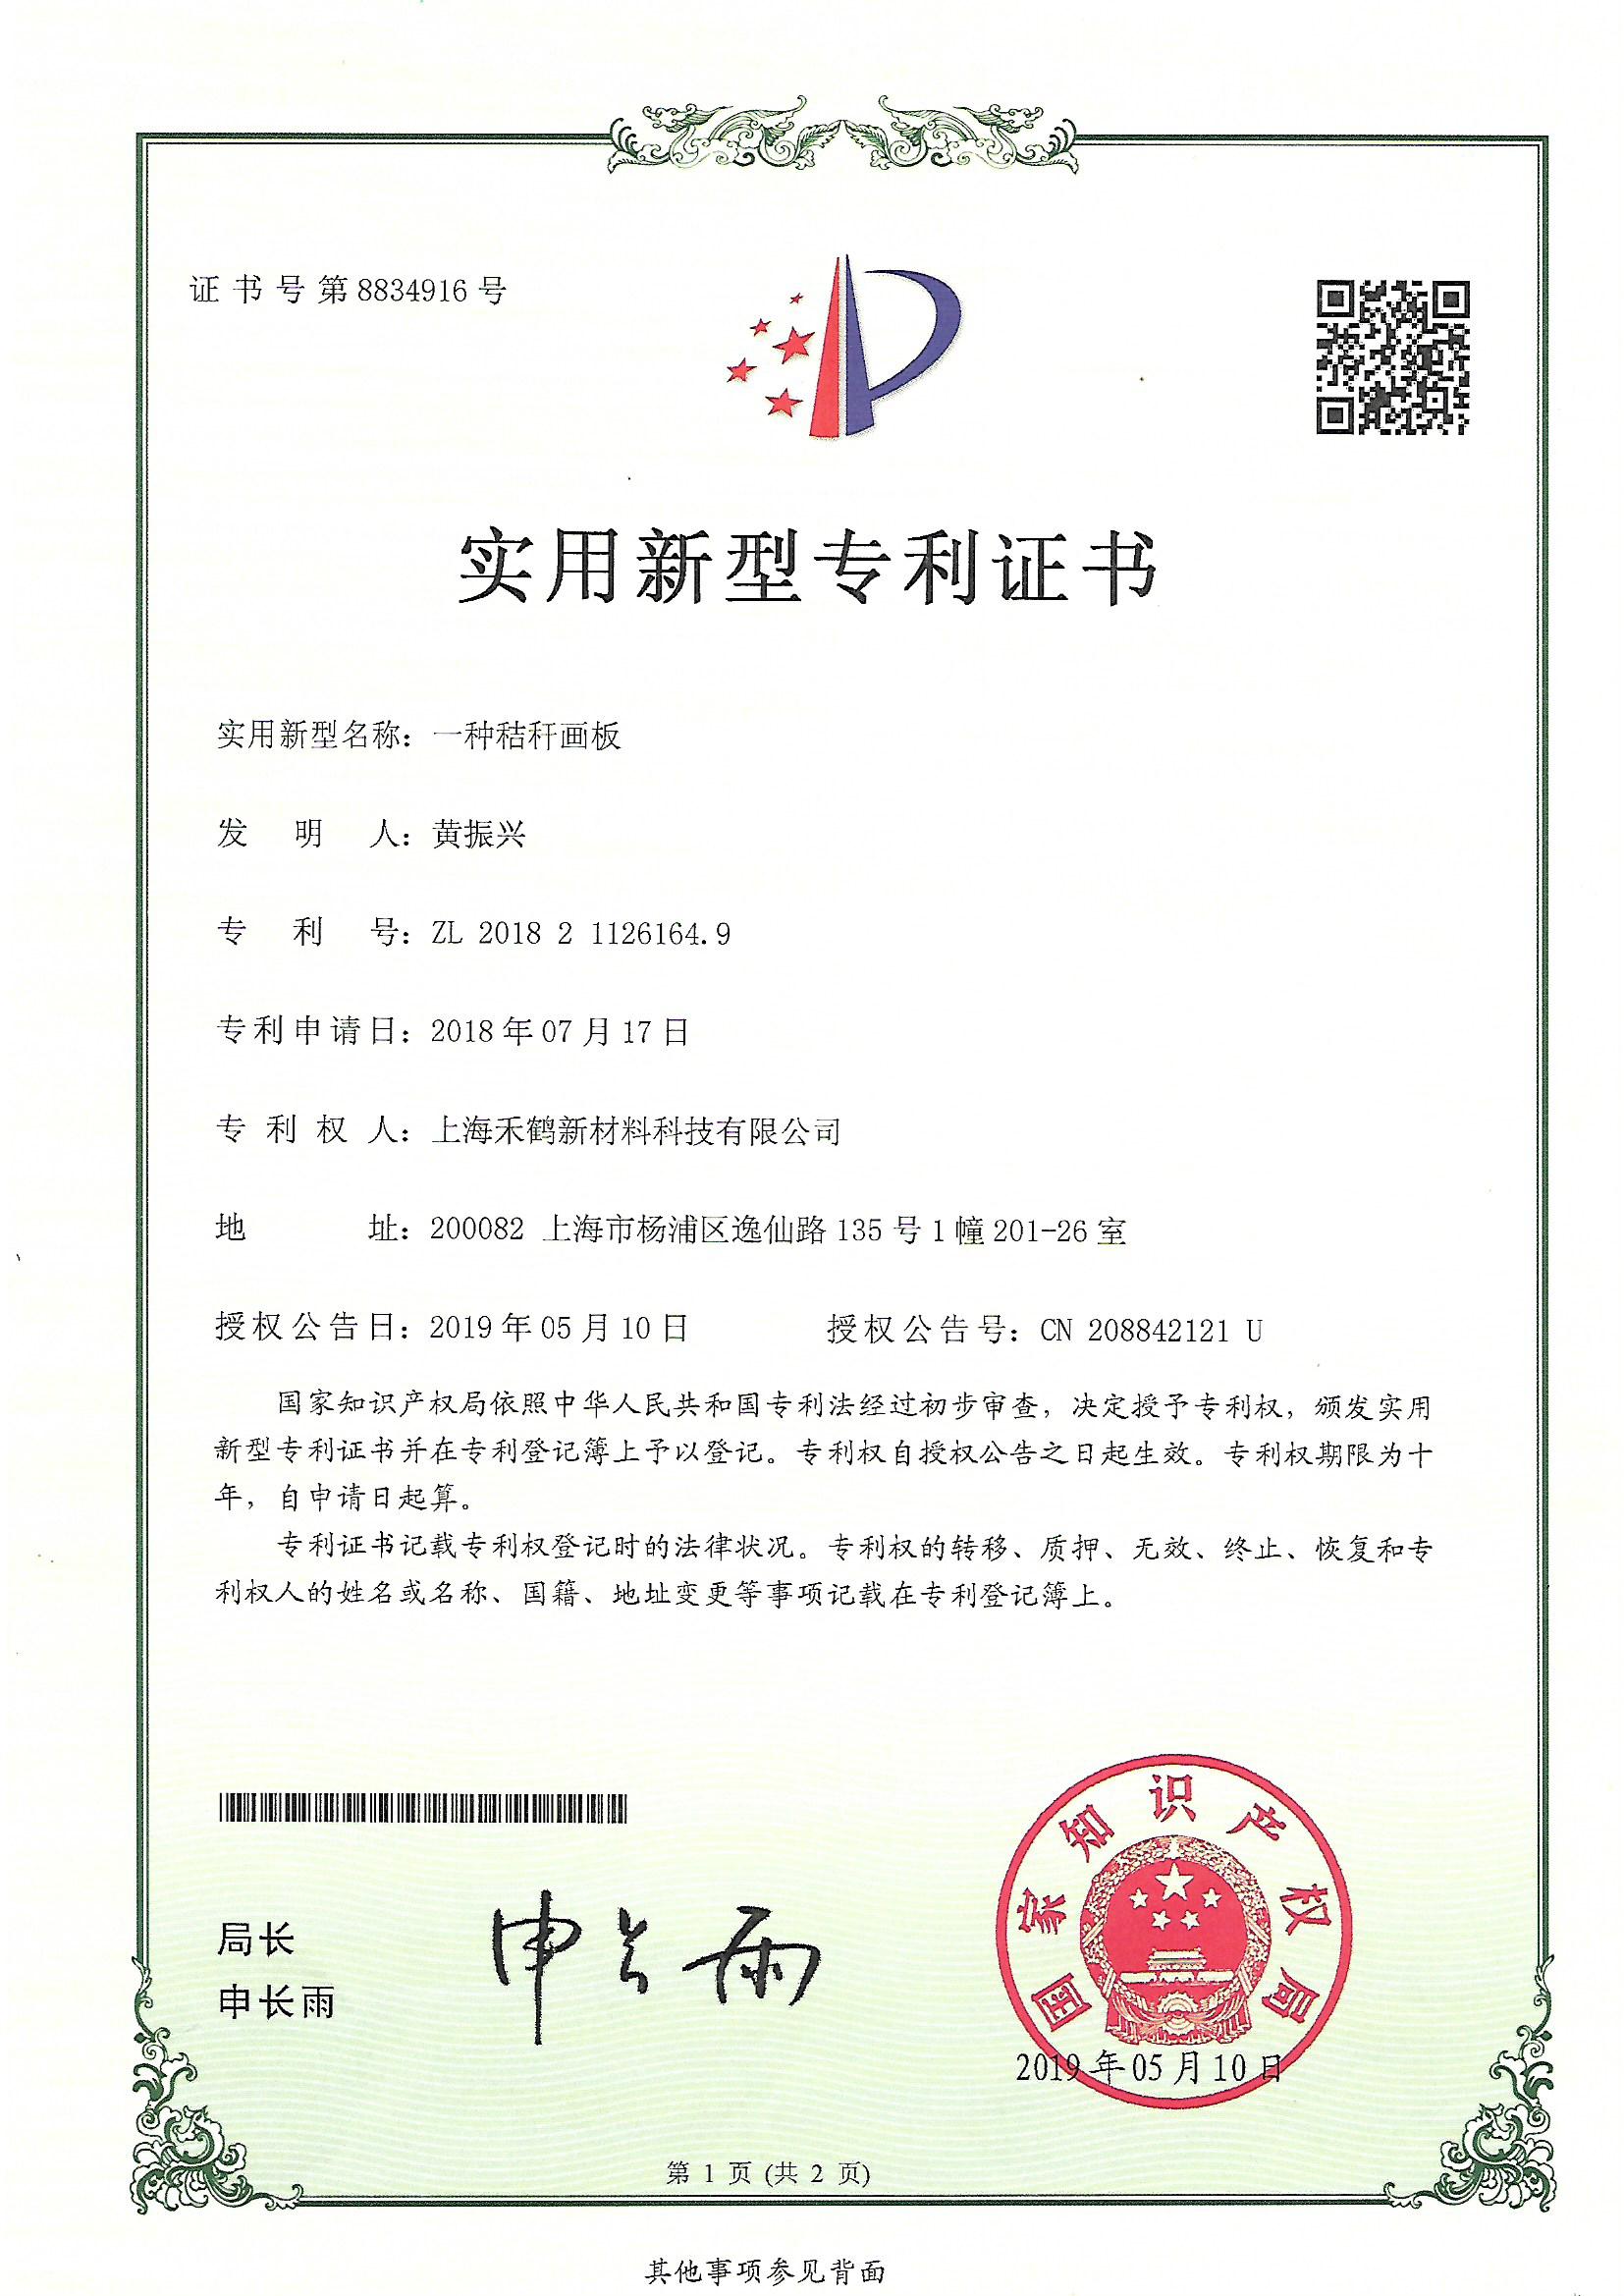 证书号第8834916号
实用新型专利证书
实用新型名称：一种秸秆画板
发明人：黄振兴
专利号：ZL 2018 2 1126164.9
专利申请日：2018年07月17日
专利权人：上海禾鹤新材料科技有限公司
地址：200082 上海市杨浦区逸仙路135号1幢201-26室
授权公告日：2019年05月10日 授权公告号：CN 208842121 U
国家知识产权局依照中华人民共和国专利法经过初步审查，决定授予专利权，颁发实用
新型专利证书并在专利登记簿上予以登记。专利权自授权公告之日起生效。专利权期限为十
年，自申请日起算。
专利证书记载专利权登记时的法律状况。专利权的转移、质押、无效、终止、恢复和专
利权人的姓名或名称、国籍、地址变更等事项记载在专利登记簿上。
局长
申长雨
申长雨
国家知识产权局
2019年05月10日
第 1 页 (共 2 页)
其他事项参见背面